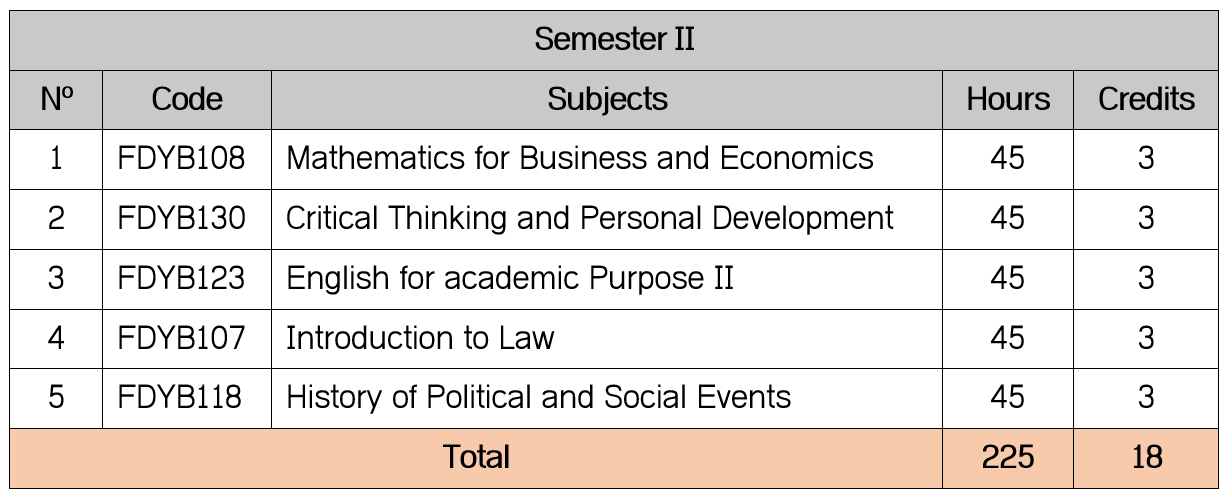 Semester II
Nº Code Subjects Hours Credits
1 FDYB108 Mathematics for Business and Economics 45 3
2 FDYB130 Critical Thinking and Personal Development 45 3
3 FDYB123 English for academic Purpose II 45 3
4 FDYB107 Introduction to Law 45 3
5 FDYB118 History of Political and Social Events 45 3
Total 225 18